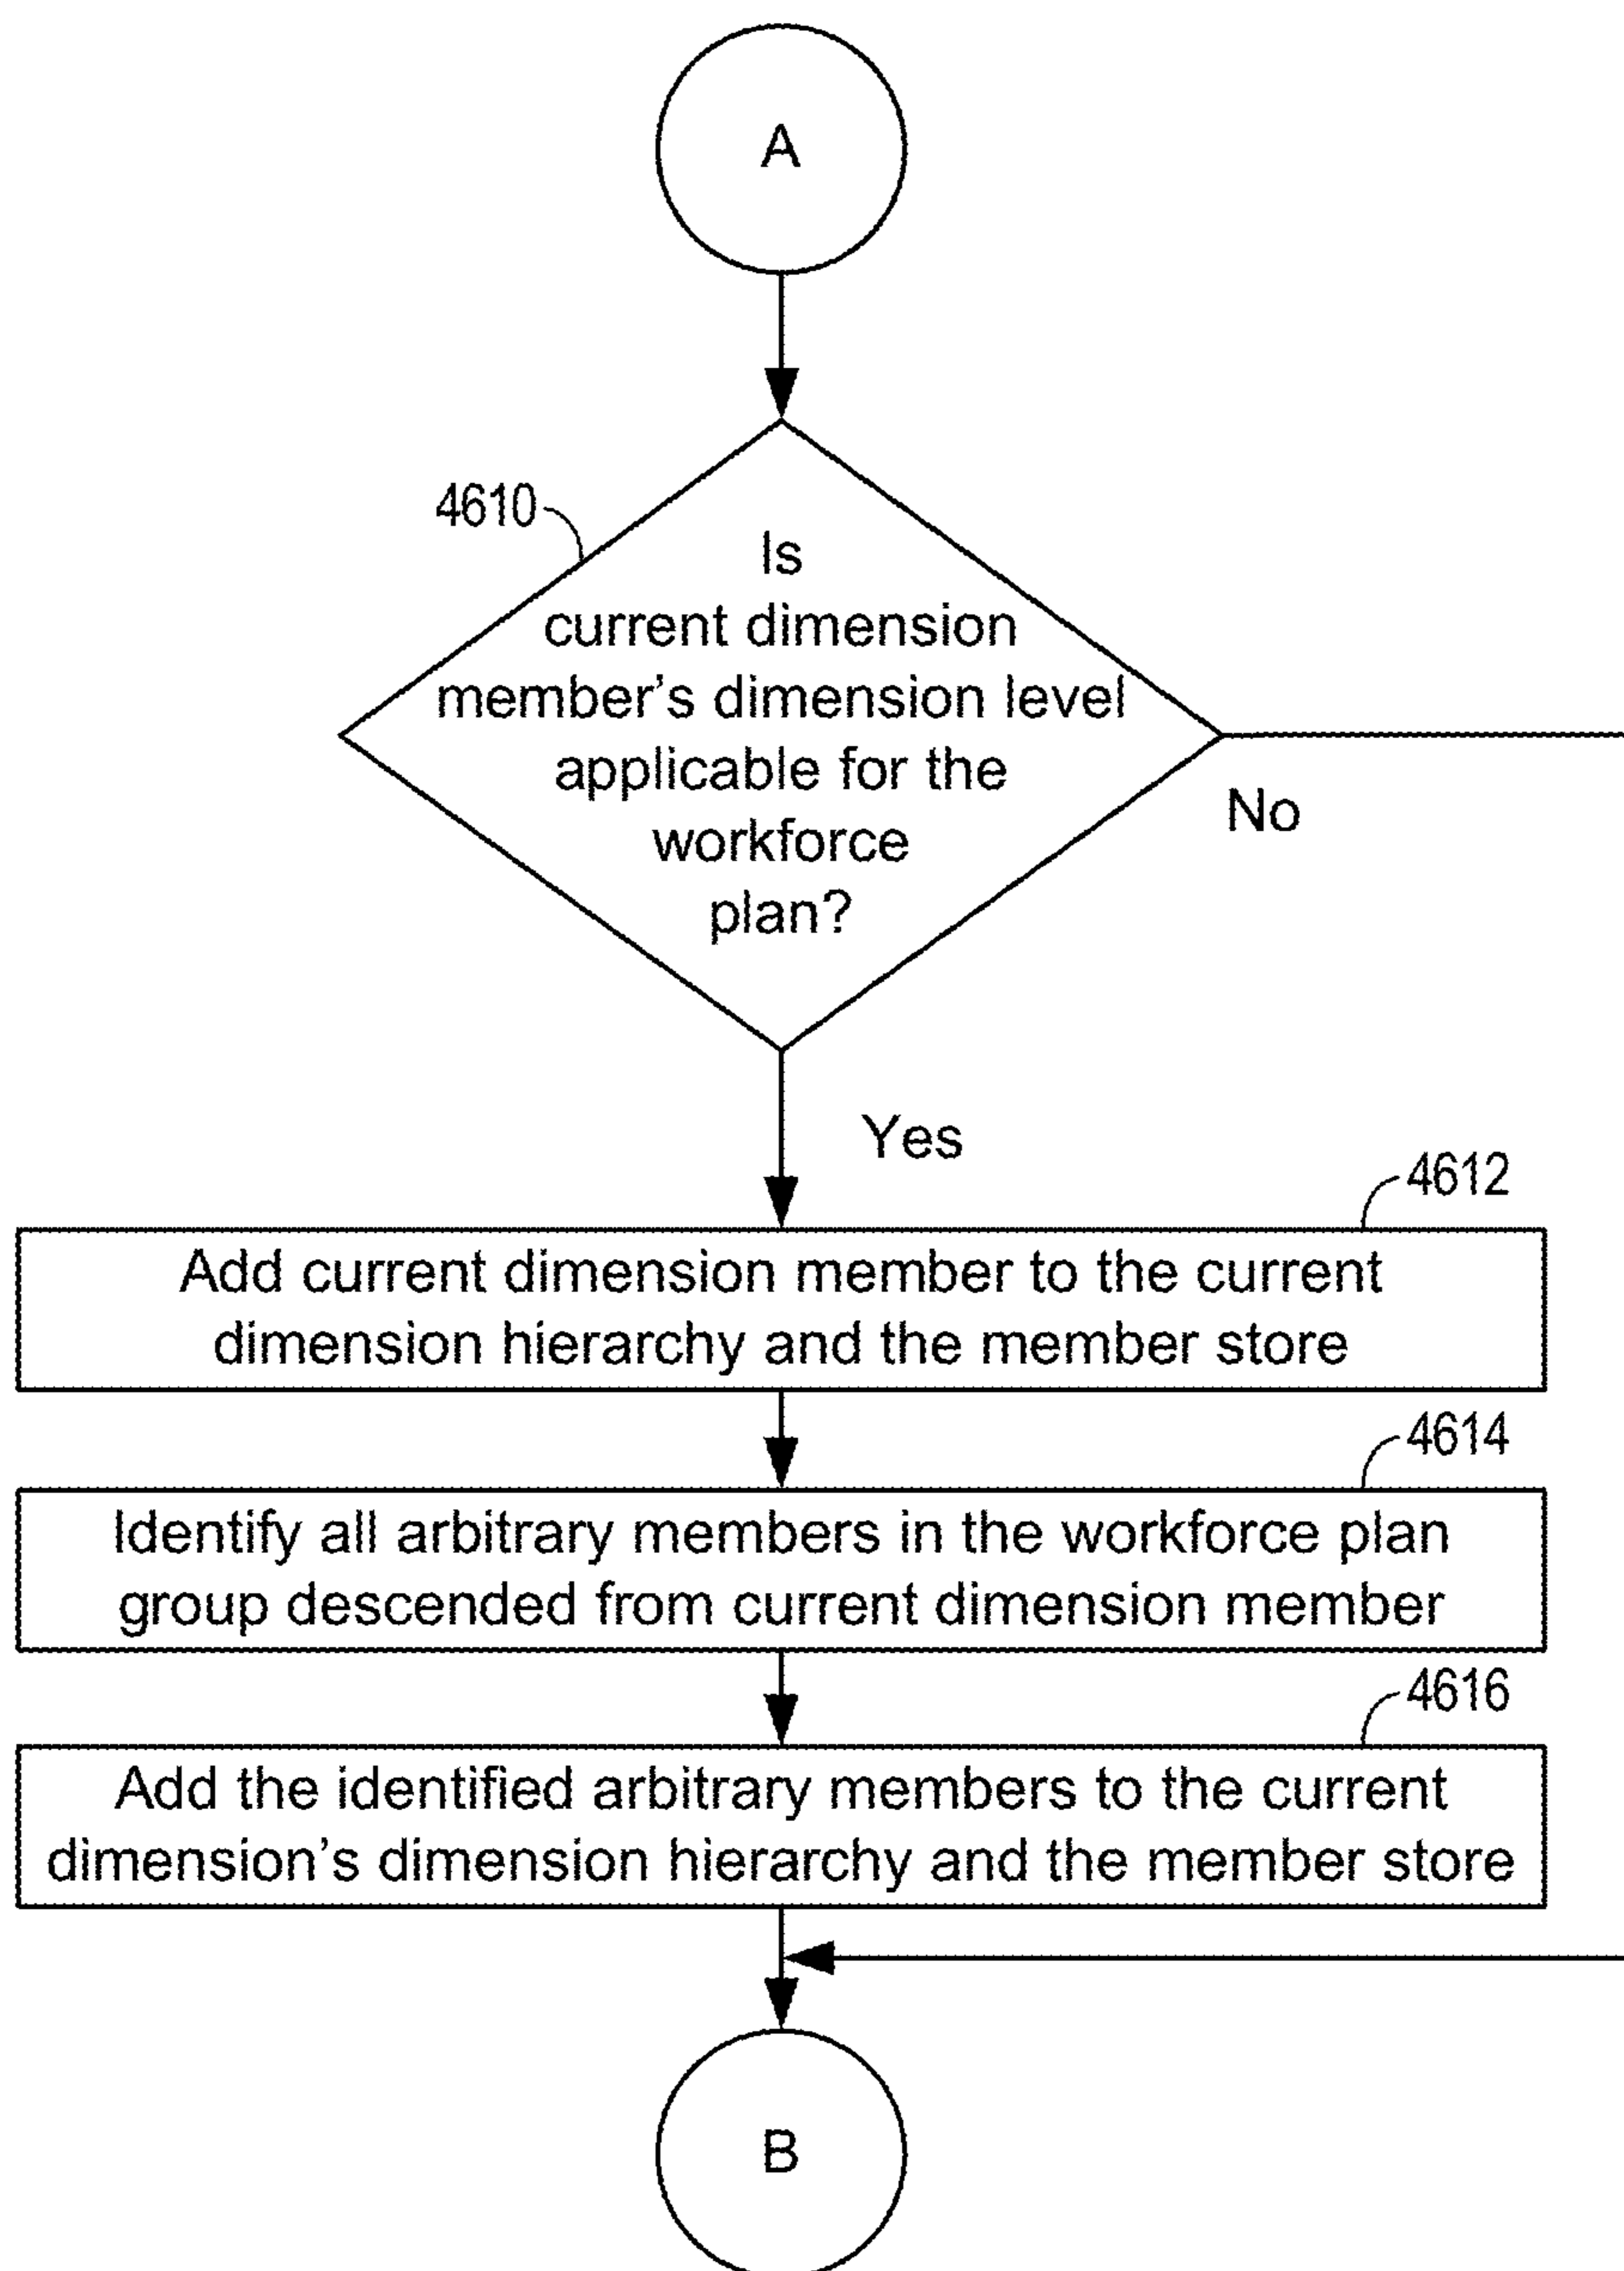 A
4610
Is
current dimension
member’s dimension level
applicable for the
workforce
plan?
No
Yes
4612
Add current dimension member to the current
dimension hierarchy and the member store
4614
Identify all arbitrary members in the workforce plan
group descended from current dimension member
4616
Add the identified arbitrary members to the current
dimension’s dimension hierarchy and the member store
B